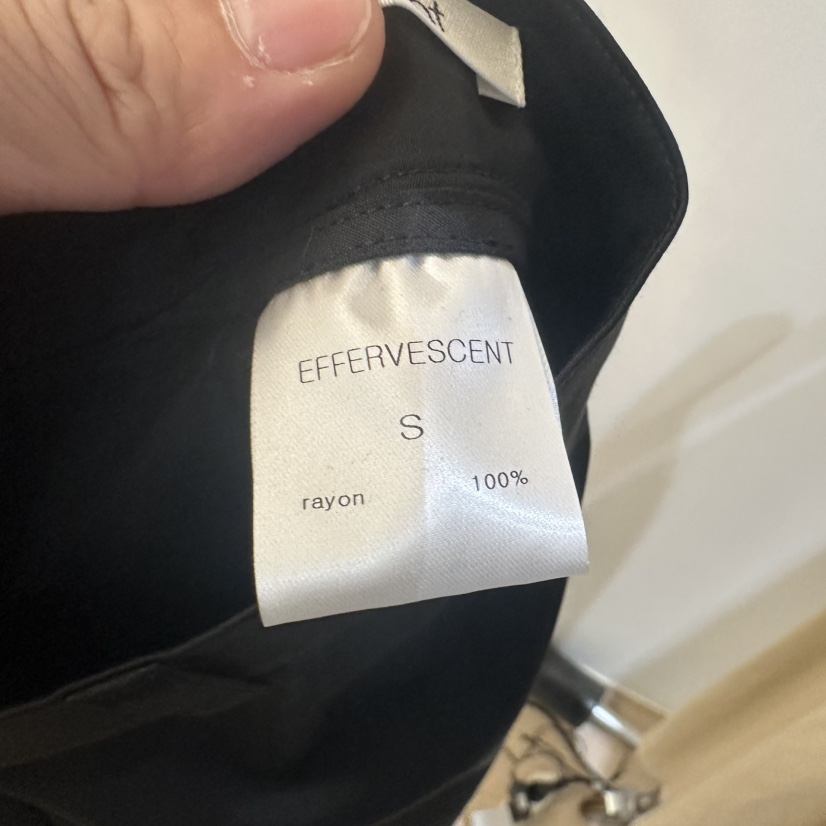 EFFERVESCENT
S
rayon 100%